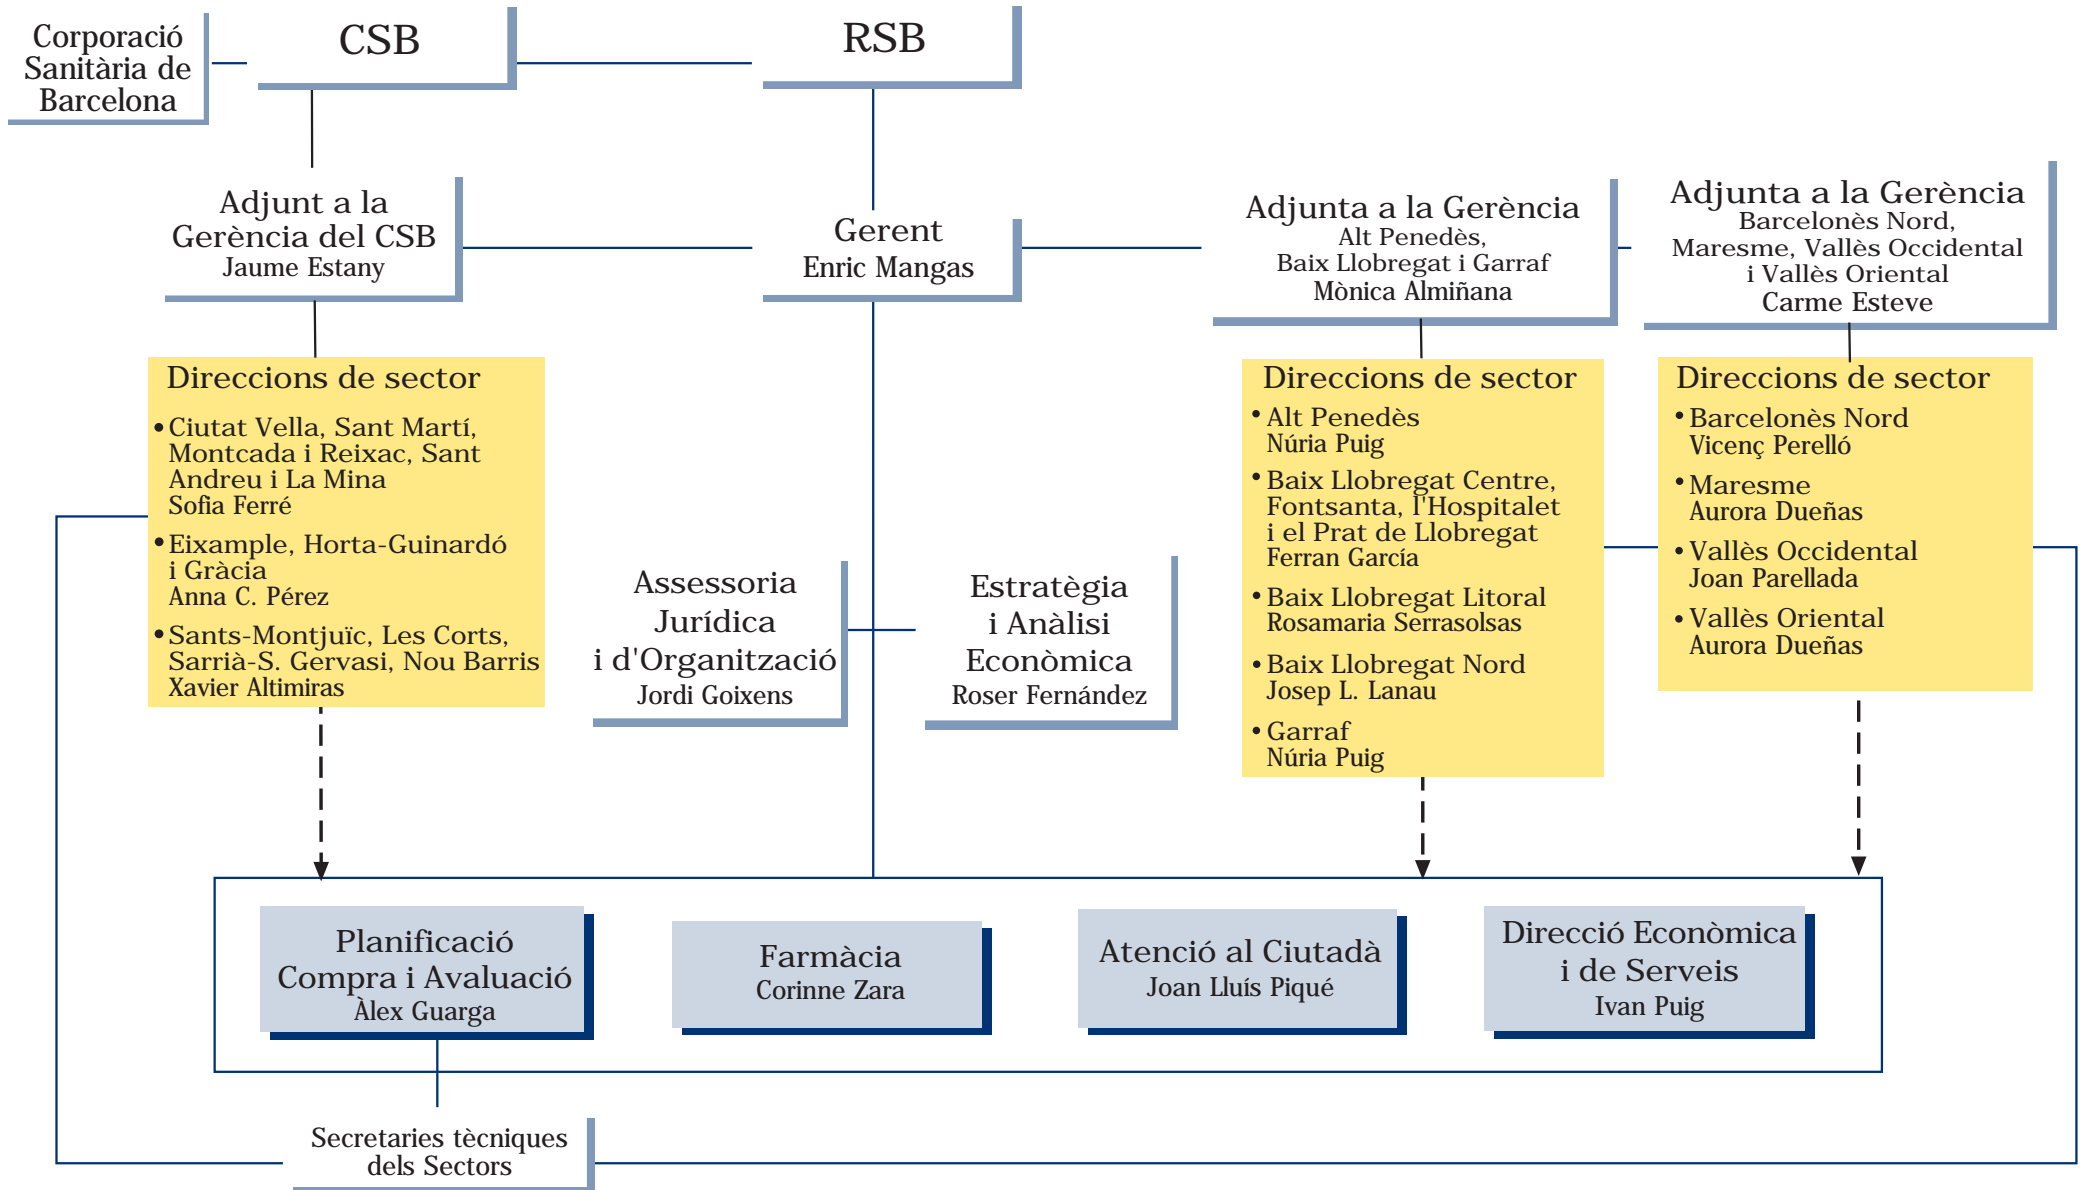 Corporació
Sanitària de
Barcelona
CSB
RSB
Adjunt a la
Gerència del CSB
Jaume Estany
Gerent
Enric Mangas
Adjunta a la Gerència
Alt Penedès,
Baix Llobregat i Garraf
Mònica Almiñana
Adjunta a la Gerència
Barcelonès Nord,
Maresme, Vallès Occidental
i Vallès Oriental
Carme Esteve
Direccions de sector
• Ciutat Vella, Sant Martí,
Montcada i Reixac, Sant
Andreu i La Mina
Sofia Ferré
• Eixample, Horta-Guinardó
i Gràcia
Anna C. Pérez
• Sants-Montjuïc, Les Corts,
Sarrià-S. Gervasi, Nou Barris
Xavier Altimiras
Assessoria
Jurídica
i d'Organització
Jordi Goixens
Estratègia
i Anàlisi
Econòmica
Roser Fernández
Direccions de sector
• Alt Penedès
Núria Puig
• Baix Llobregat Centre,
Fontsanta, l'Hospitalet
i el Prat de Llobregat
Ferran García
• Baix Llobregat Litoral
Rosamaria Serrasolsas
• Baix Llobregat Nord
Josep L. Lanau
• Garraf
Núria Puig
Direccions de sector
• Barcelonès Nord
Vicenç Perelló
• Maresme
Aurora Dueñas
• Vallès Occidental
Joan Parellada
• Vallès Oriental
Aurora Dueñas
Planificació
Compra i Avaluació
Àlex Guarga
Farmàcia
Corinne Zara
Atenció al Ciutadà
Joan Lluís Piqué
Direcció Econòmica
i de Serveis
Ivan Puig
Secretaries tècniques
dels Sectors